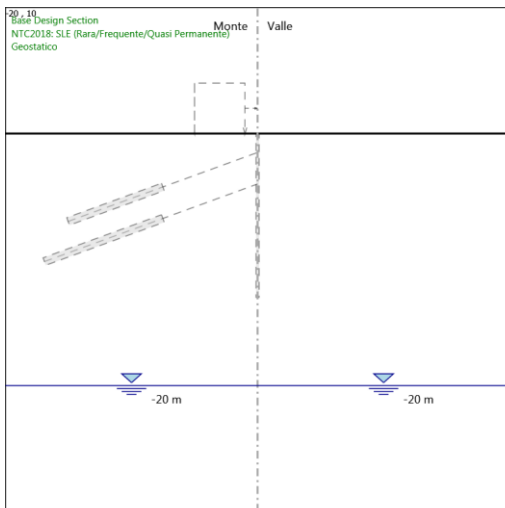 -20 , 10
Base Design Section
NTC2018: SLE (Rara/Frequente/Quasi Permanente)
Geostatico
Monte
Valle
-20 m
-20 m